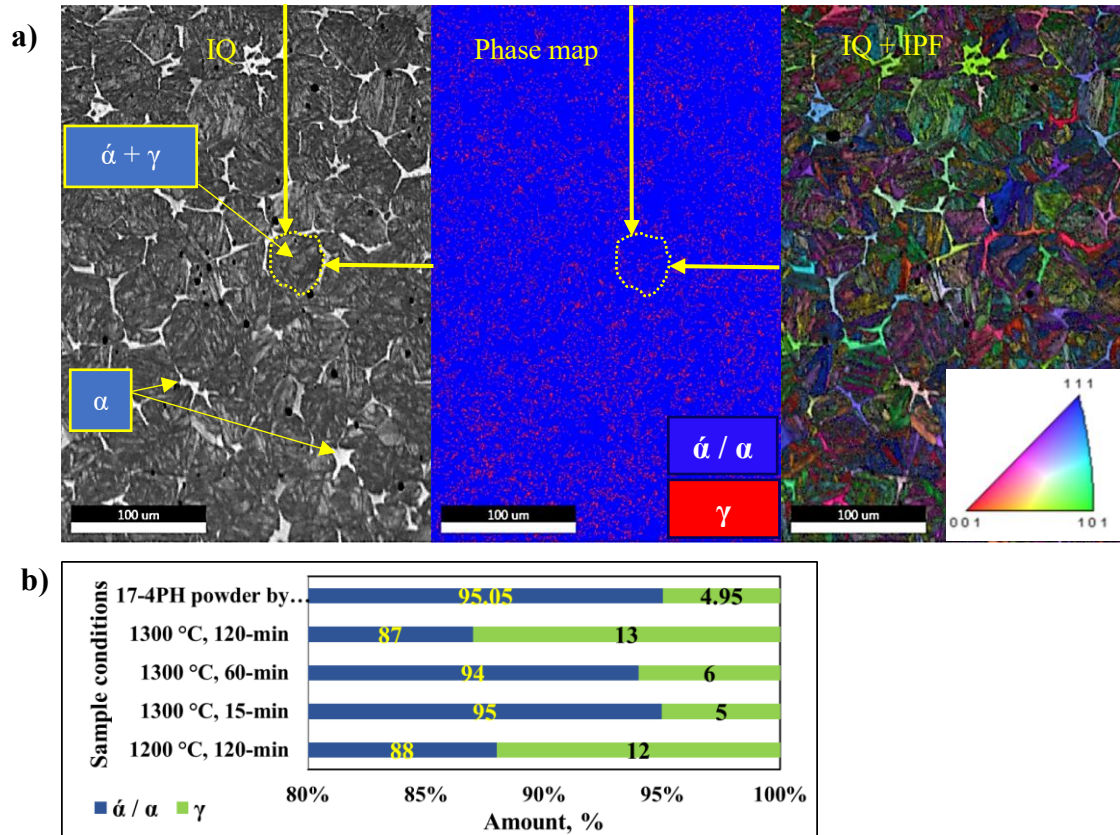 a)
IQ
Phase map
IQ + IPF
ά + γ
α
ά / α
γ
111
001
101
100 um
100 um
100 um
b)
Sample conditions
17-4PH powder by…
95.05
4.95
1300 °C, 120-min
87
13
1300 °C, 60-min
94
6
1300 °C, 15-min
95
5
1200 °C, 120-min
88
12
80%
85%
90%
95%
100%
ά / α
γ
Amount, %